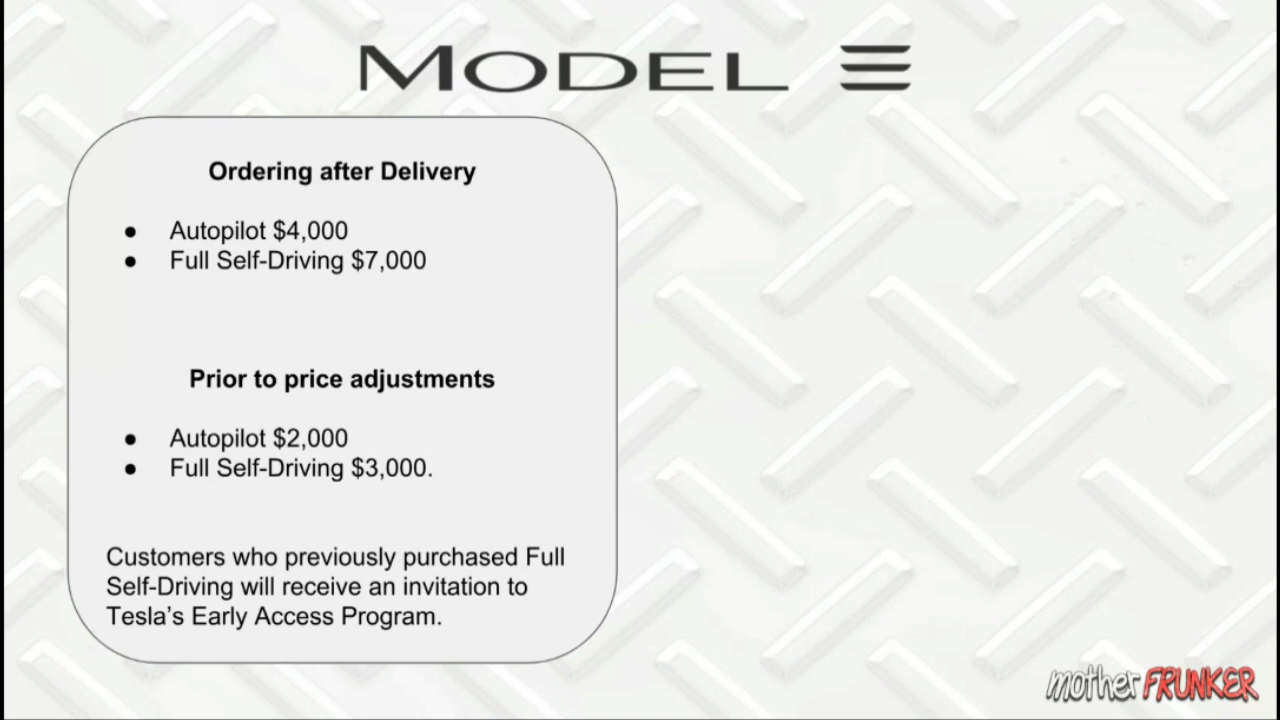 MODEL ☰
Ordering after Delivery
● Autopilot $4,000
● Full Self-Driving $7,000
Prior to price adjustments
● Autopilot $2,000
● Full Self-Driving $3,000.
Customers who previously purchased Full
Self-Driving will receive an invitation to
Tesla’s Early Access Program.
mother FRUNKER